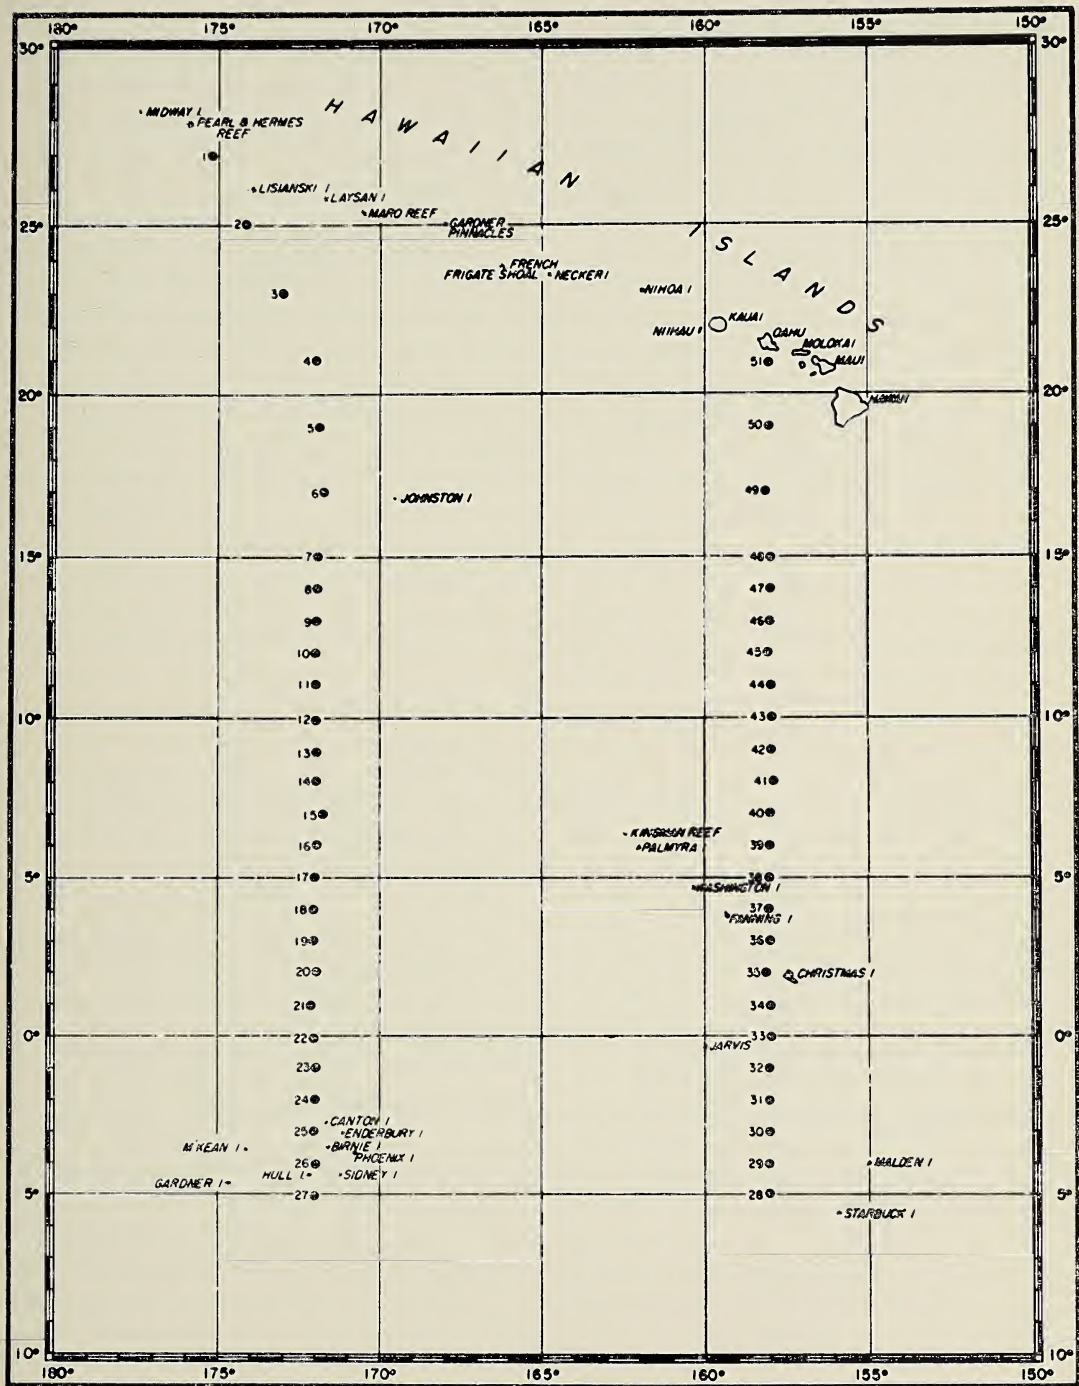 180° 175° 170° 165° 160° 155° 150°
30° 30°
HAWAIIAN
MIDWAY I.
PEARL & HERMES
REEF
1
LISIANSKI I
LAYSAN I
MARO REEF
2
25° 25°
GARDNER
PINNACLES
ISLANDS
FRENCH
FRIGATE SHOAL NECKER I
3
NIHOA I
KAUAI
NIIHAU
OAHU
MOLOKAI
4
51
MAUI
20° 20°
HAWAII
5
50
6
JOHNSTON I
49
15° 7 48 15°
8 47
9 46
10 45
11 44
10° 12 43 10°
13 42
14 41
15 40
KINGMAN REEF
16
PALMYRA I
39
5° 17 38 5°
WASHINGTON I
18 37
FANNING I
19 36
20 35
CHRISTMAS I
21 34
0° 22 33 0°
JARVIS
23 32
24 31
CANTON I
25
ENDERBURY I
30
M'KEAN I
BIRNIE I
PHOENIX I
26
29
MALDEN I
HULL I
SIDNEY I
GARDNER I
5° 27 28 5°
STARBUCK I
10° 10°
180° 175° 170° 165° 160° 155° 150°